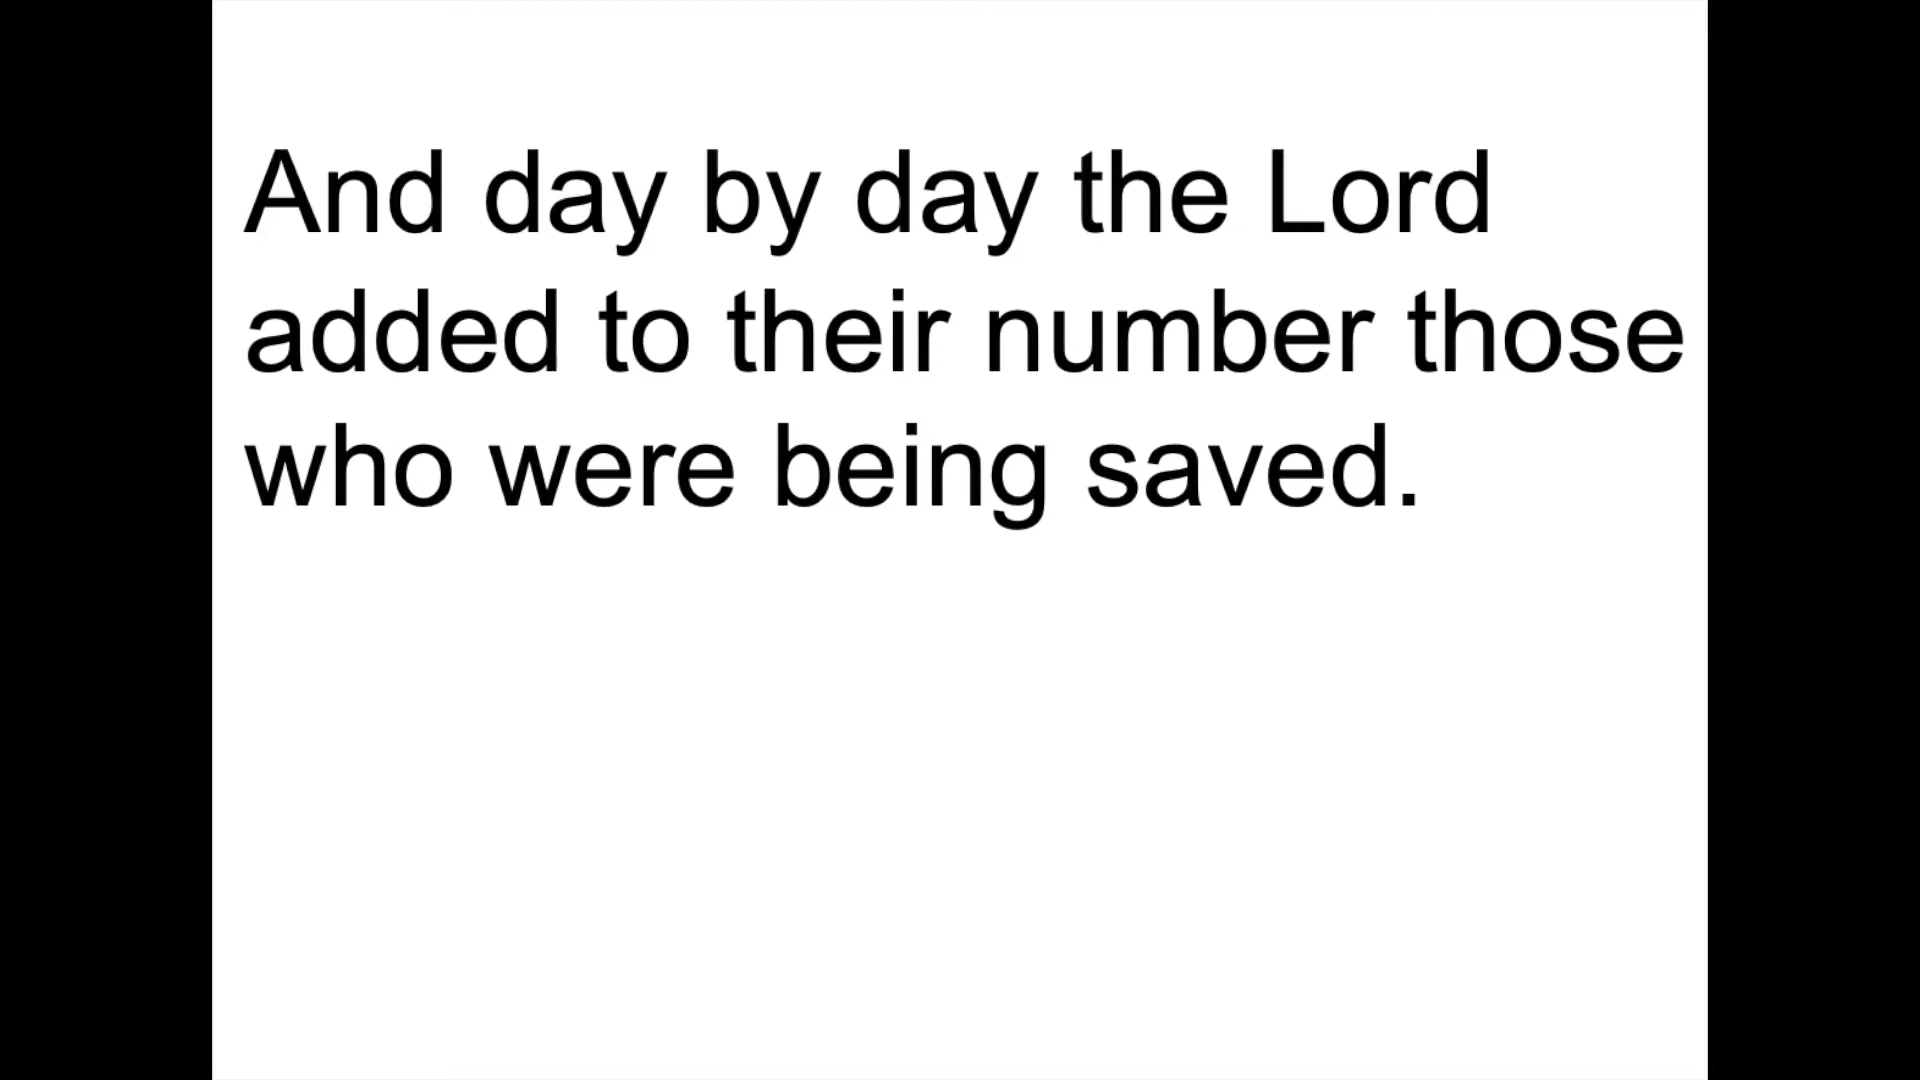 And day by day the Lord
added to their number those
who were being saved.